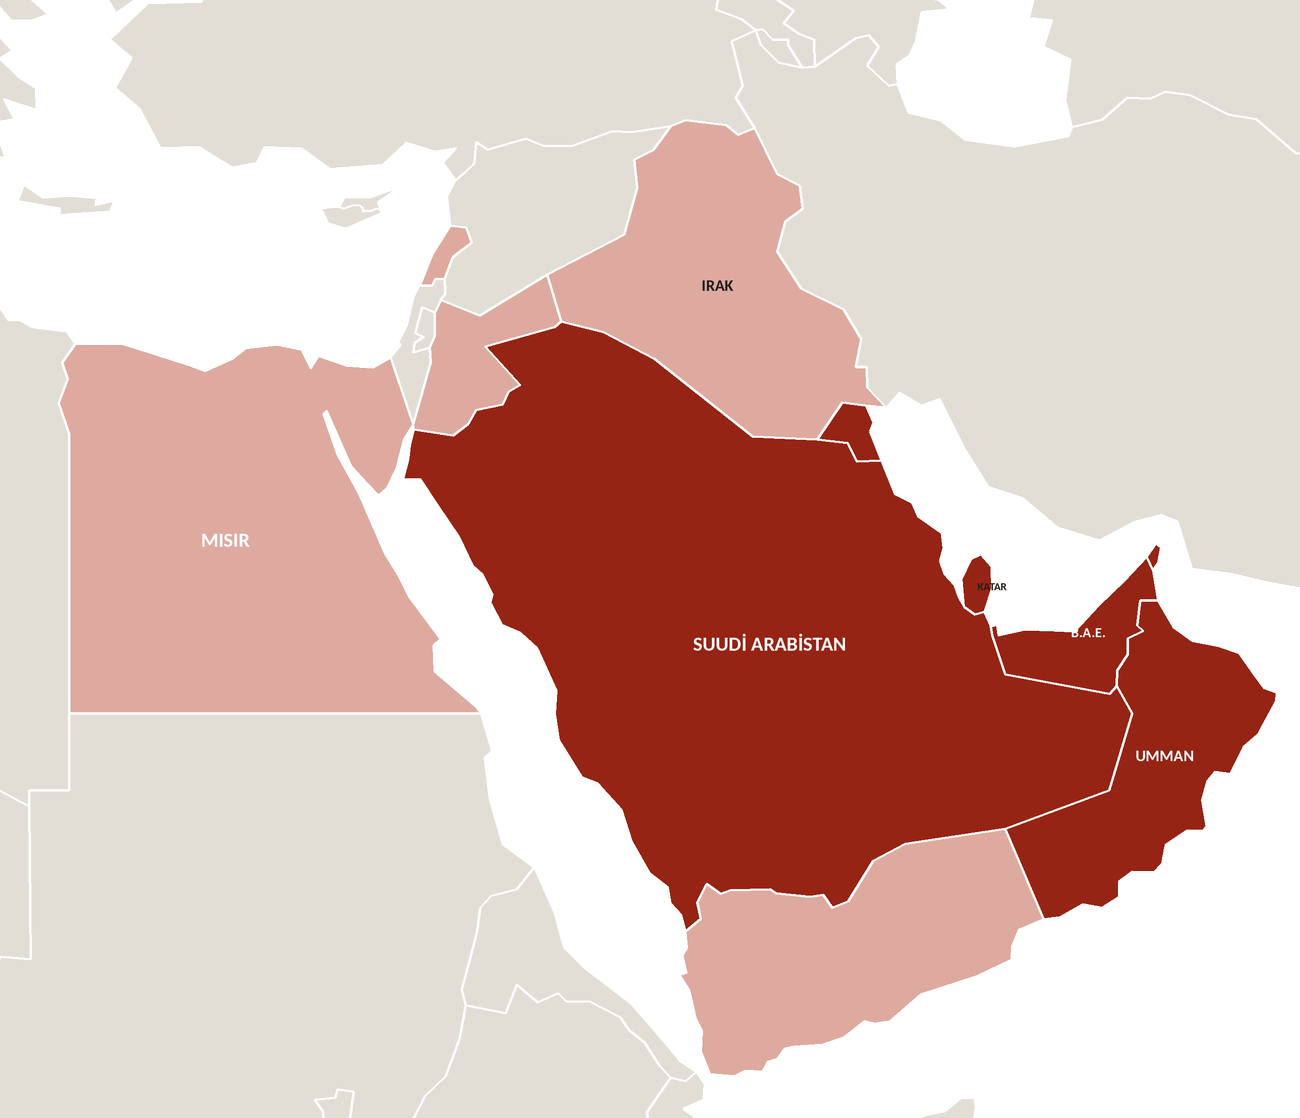 IRAK
MISIR
KATAR
B.A.E.
SUUDİ ARABİSTAN
UMMAN